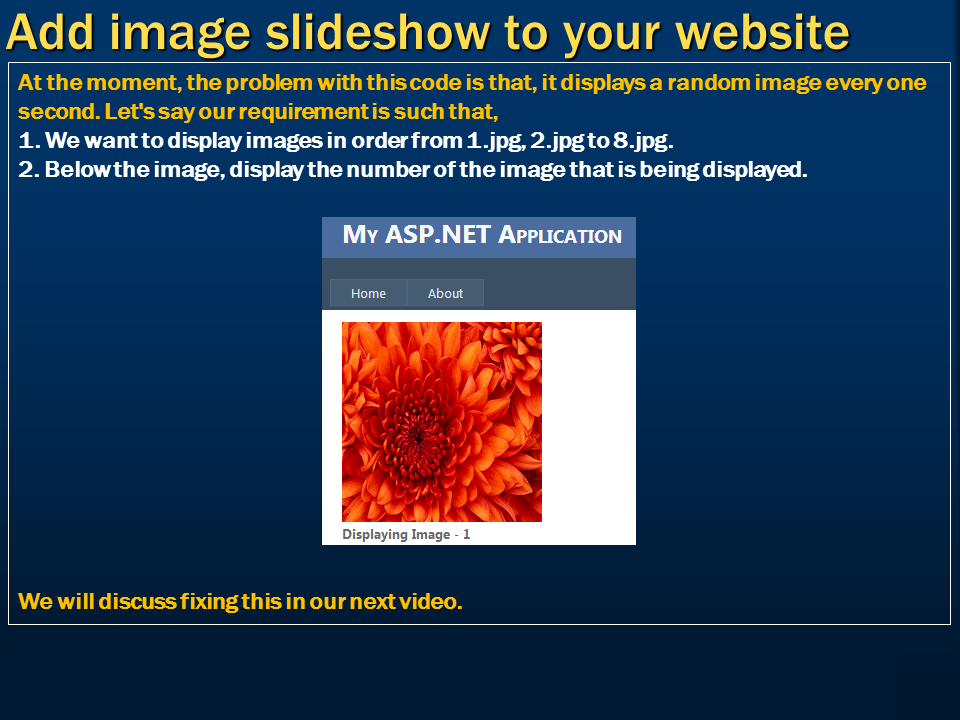 Add image slideshow to your website
At the moment, the problem with this code is that, it displays a random image every one
second. Let's say our requirement is such that,
1. We want to display images in order from 1.jpg, 2.jpg to 8.jpg.
2. Below the image, display the number of the image that is being displayed.
My ASP.NET Application
Home About
Displaying Image - 1
We will discuss fixing this in our next video.